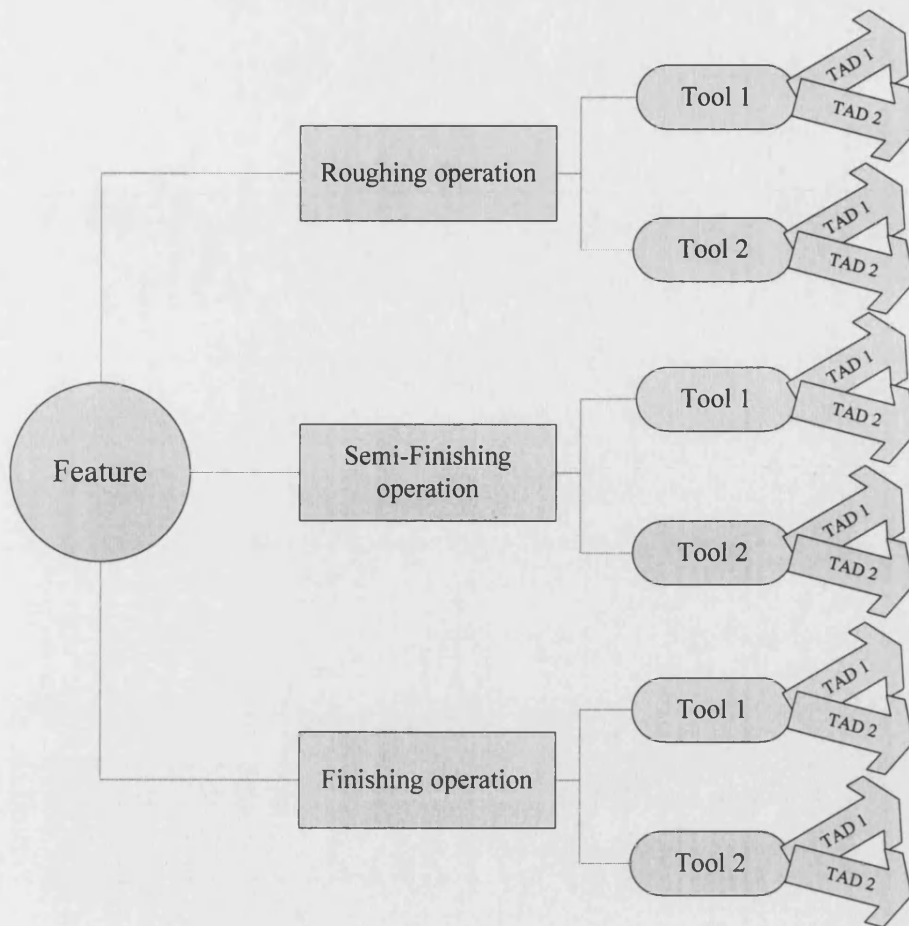 Feature
Roughing operation
Tool 1
TAD 1
TAD 2
Tool 2
TAD 1
TAD 2
Semi-Finishing
operation
Tool 1
TAD 1
TAD 2
Tool 2
TAD 1
TAD 2
Finishing operation
Tool 1
TAD 1
TAD 2
Tool 2
TAD 1
TAD 2